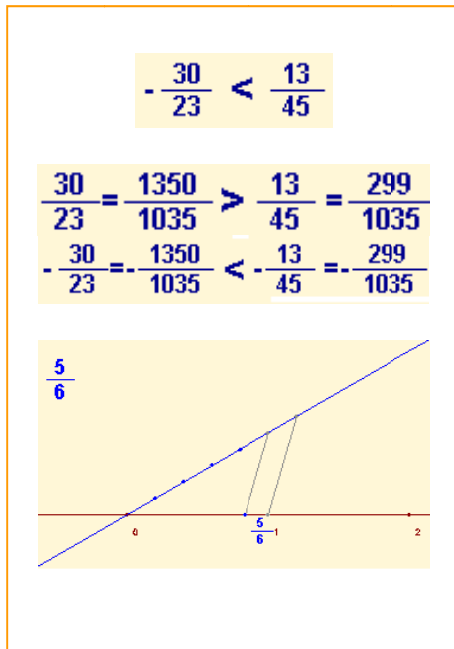 - 30/23 < 13/45
30/23 = 1350/1035 > 13/45 = 299/1035
- 30/23 =- 1350/1035 < - 13/45 =- 299/1035
5/6
0 5/6 1 2